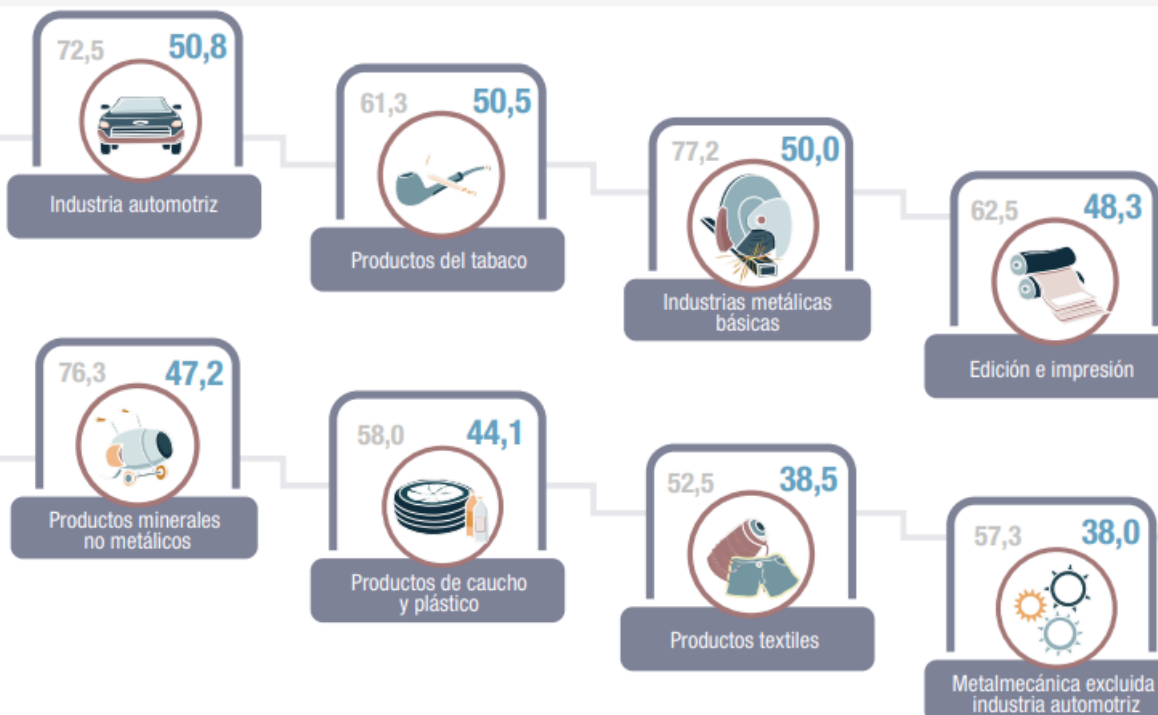 72,5 50,8
Industria automotriz
61,3 50,5
Productos del tabaco
77,2 50,0
Industrias metálicas
básicas
62,5 48,3
Edición e impresión
76,3 47,2
Productos minerales
no metálicos
58,0 44,1
Productos de caucho
y plástico
52,5 38,5
Productos textiles
57,3 38,0
Metalmecánica excluida
industria automotriz